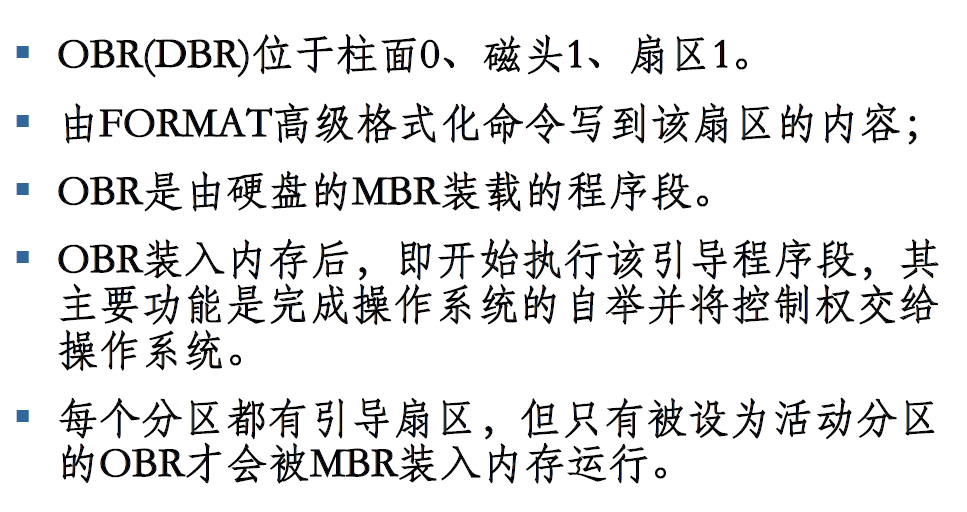 ▪ OBR(DBR)位于柱面0、磁头1、扇区1。
▪ 由FORMAT高级格式化命令写到该扇区的内容；
▪ OBR是由硬盘的MBR装载的程序段。
▪ OBR装入内存后，即开始执行该引导程序段，其
主要功能是完成操作系统的自举并将控制权交给
操作系统。
▪ 每个分区都有引导扇区，但只有被设为活动分区
的OBR才会被MBR装入内存运行。